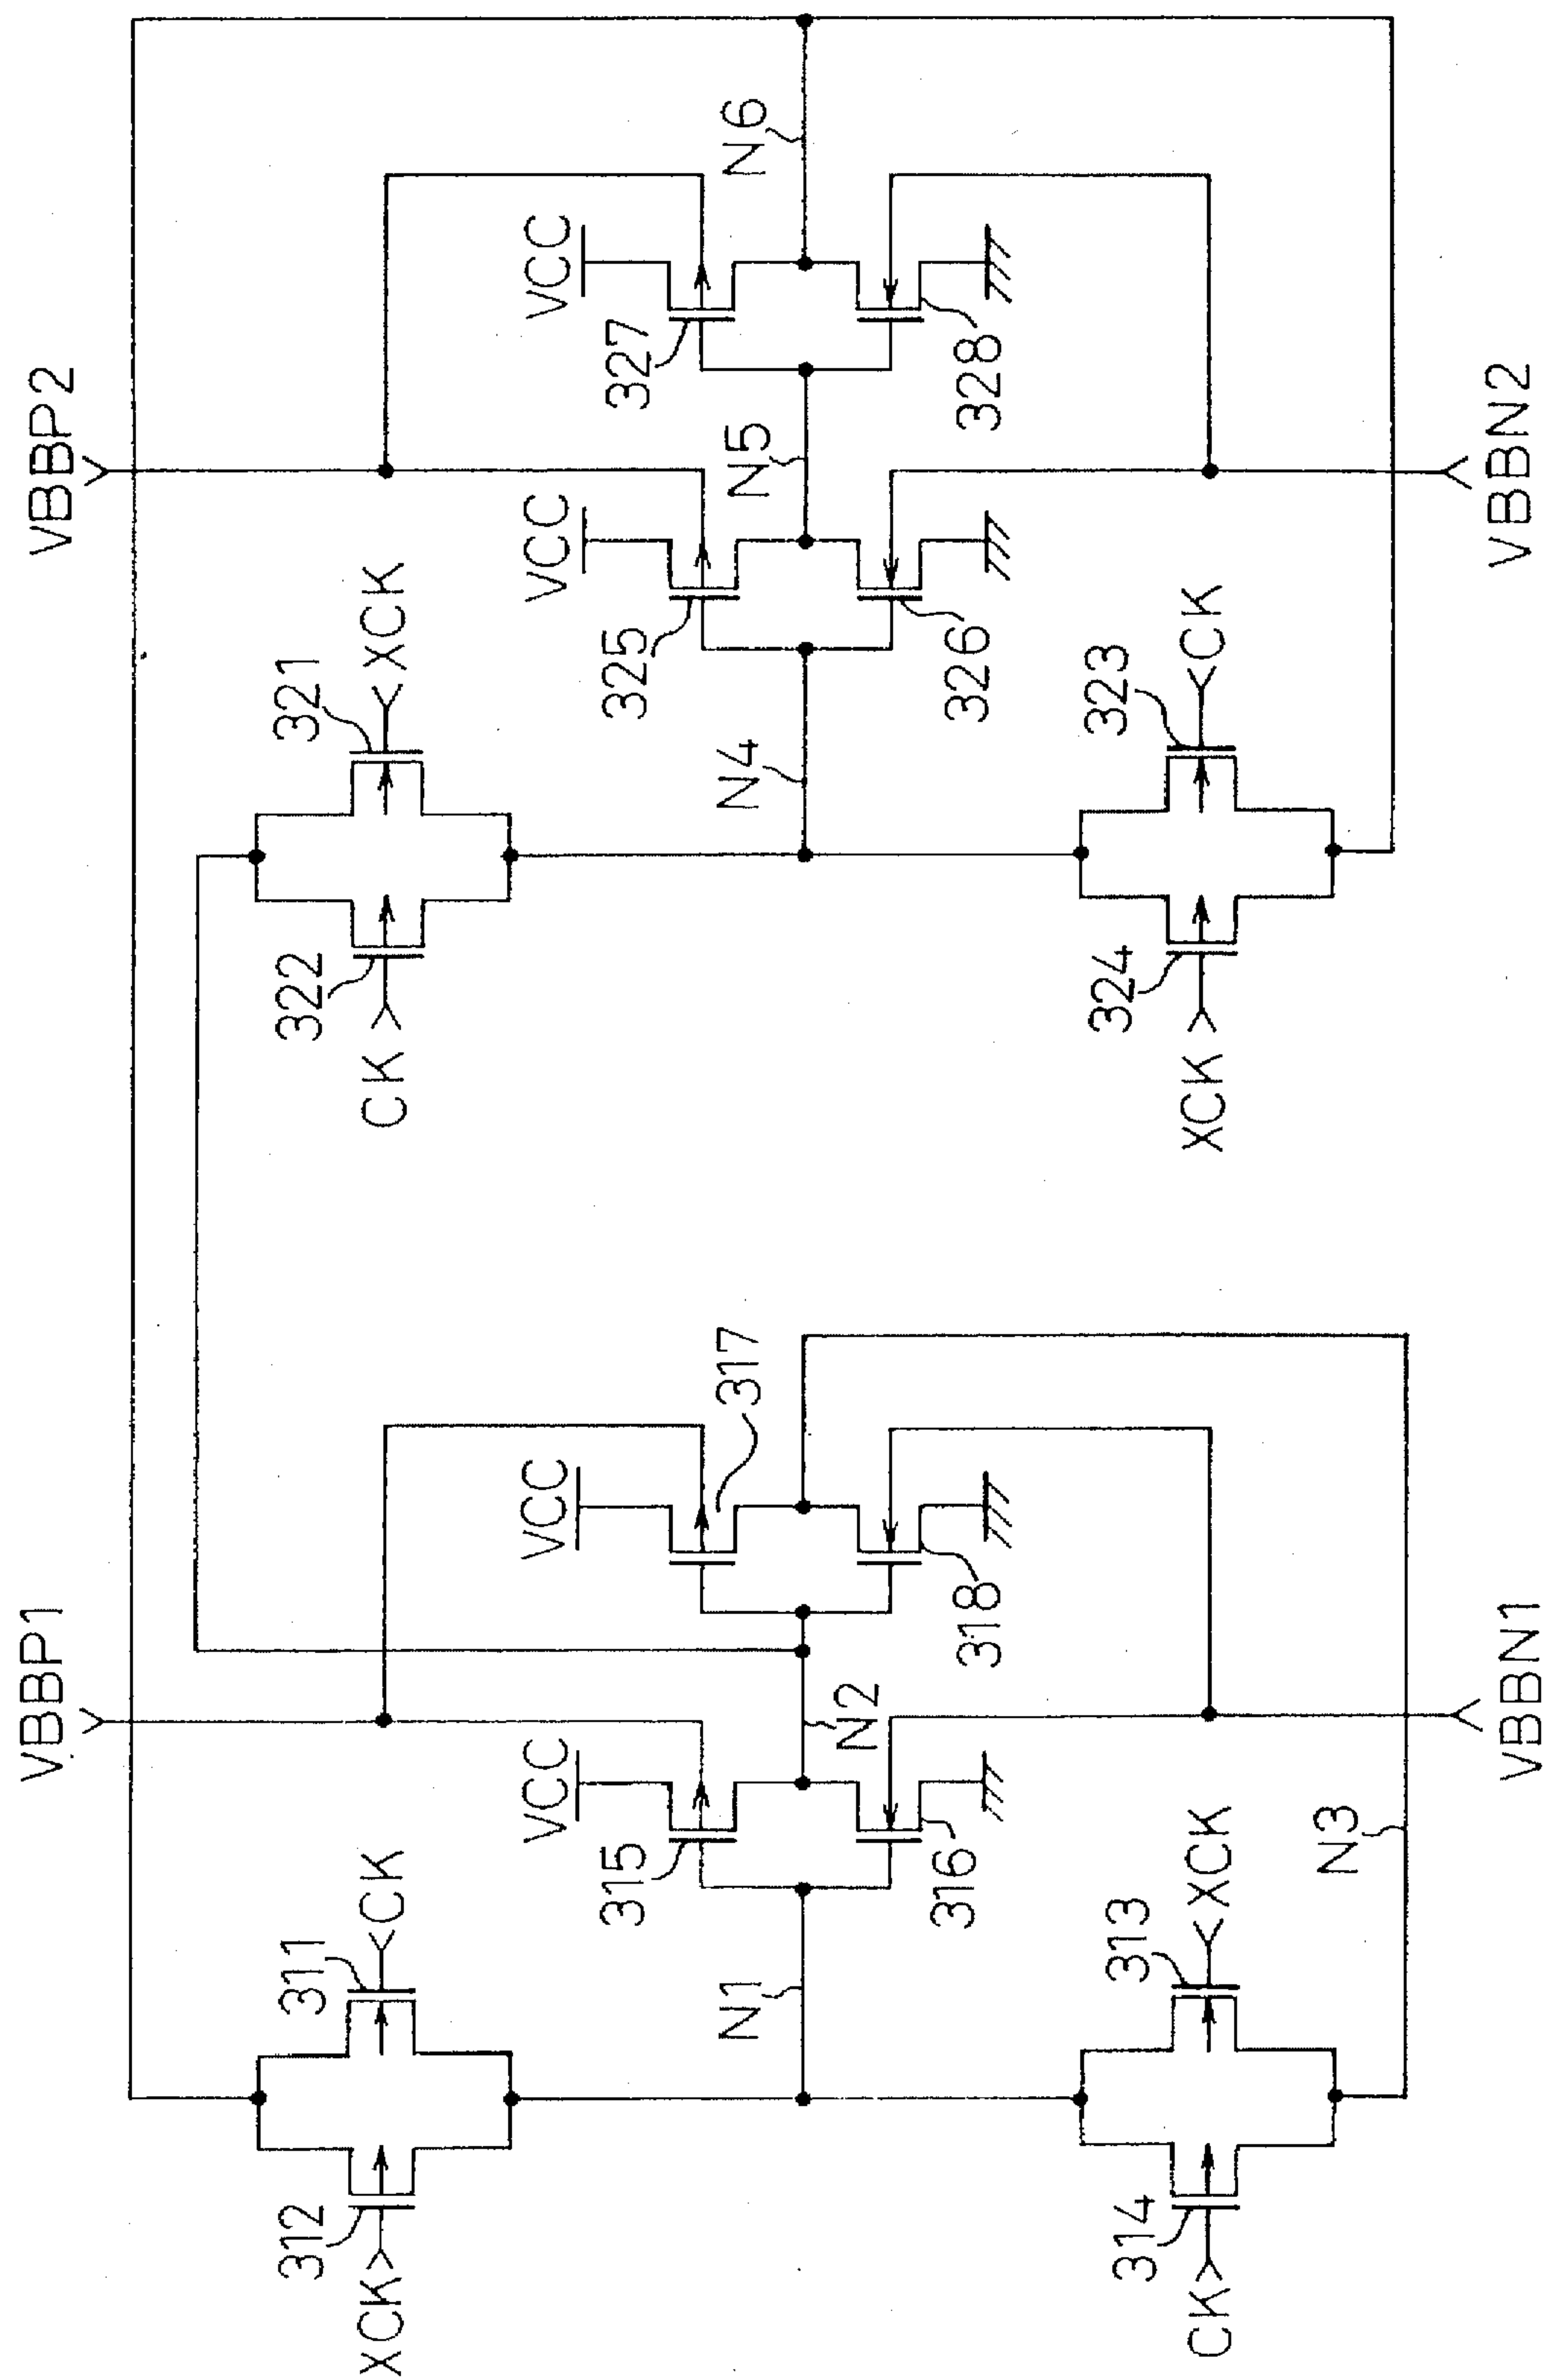 VBBP1
VBBP2
312
311
322
321
XCK
CK
CK
XCK
VCC
VCC
VCC
VCC
315
317
325
327
N1
N2
N4
N5
N6
316
318
326
328
314
313
324
323
CK
XCK
XCK
CK
N3
VBBN1
VBBN2